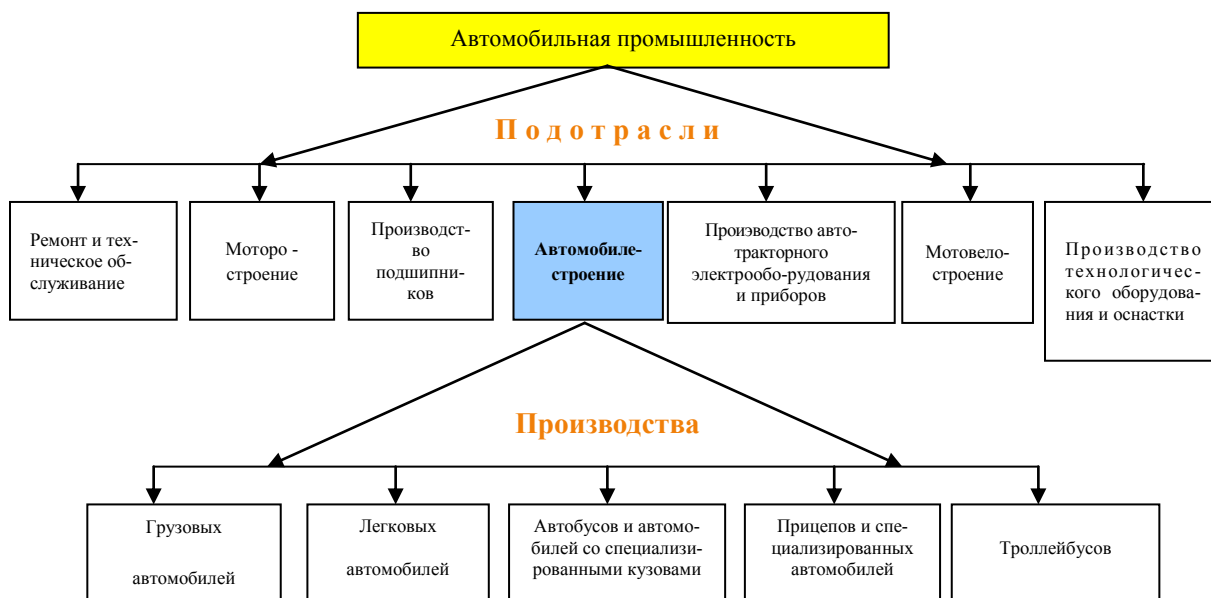 Автомобильная промышленность
П о д о т р а с л и
Ремонт и тех-
ническое об-
служивание
Моторо -
строение
Производст-
во
подшипни-
ков
Автомобиле-
строение
Производство авто-
тракторного
электрообо-рудования
и приборов
Мотовело-
строение
Производство
технологичес-
кого оборудова-
ния и оснастки
Производства
Грузовых
автомобилей
Легковых
автомобилей
Автобусов и автомо-
билей со специализи-
рованными кузовами
Прицепов и спе-
циализированных
автомобилей
Троллейбусов